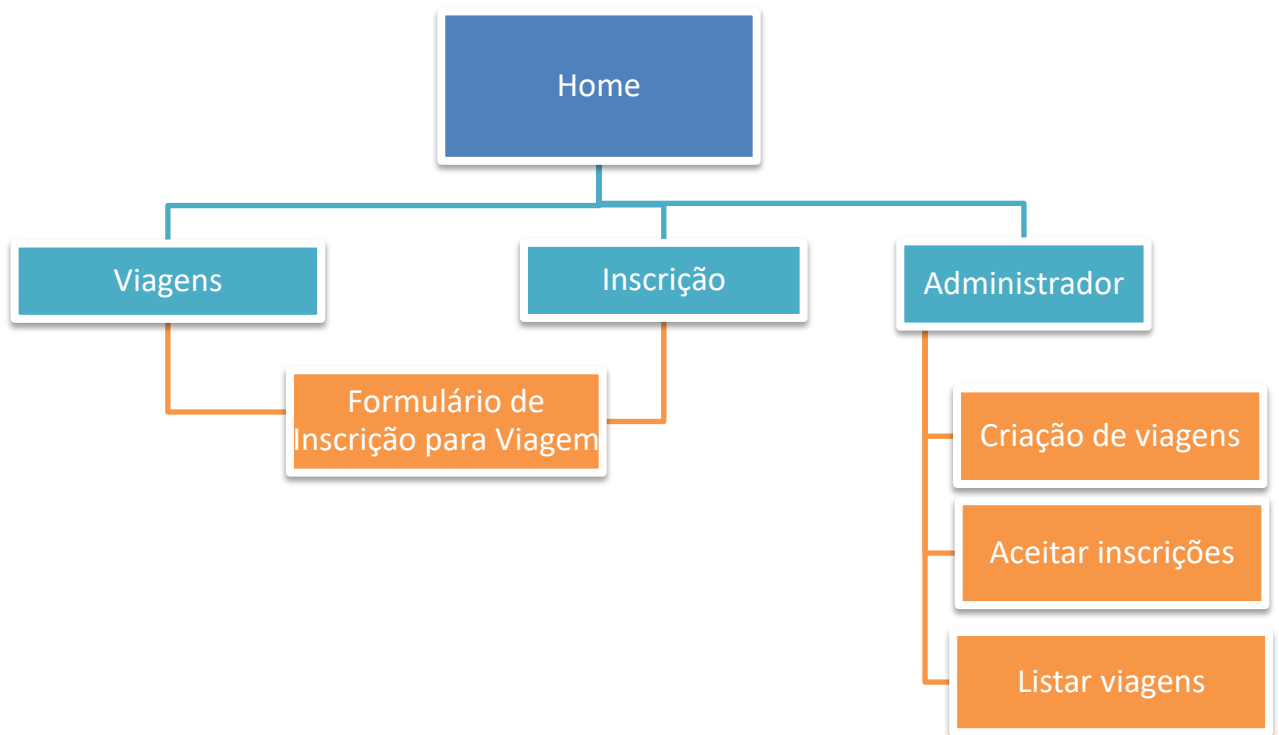 Home
Viagens
Inscrição
Administrador
Formulário de
Inscrição para Viagem
Criação de viagens
Aceitar inscrições
Listar viagens